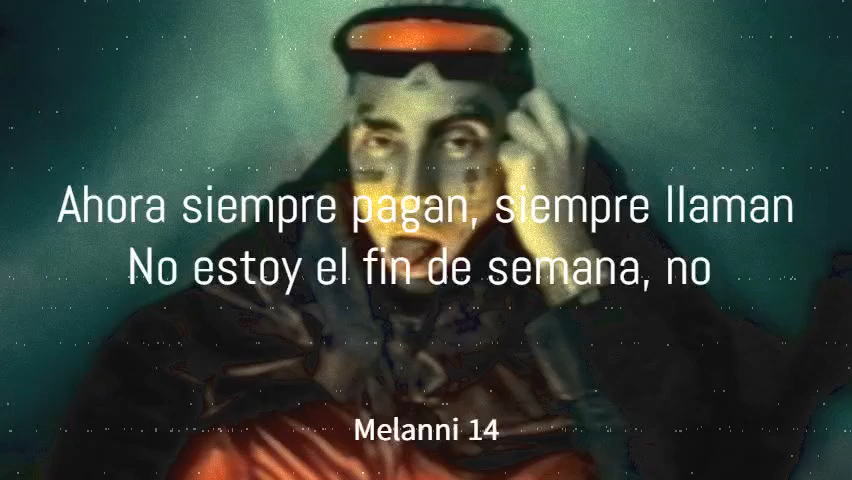 Ahora siempre pagan, siempre llaman
No estoy el fin de semana, no
Melanni 14